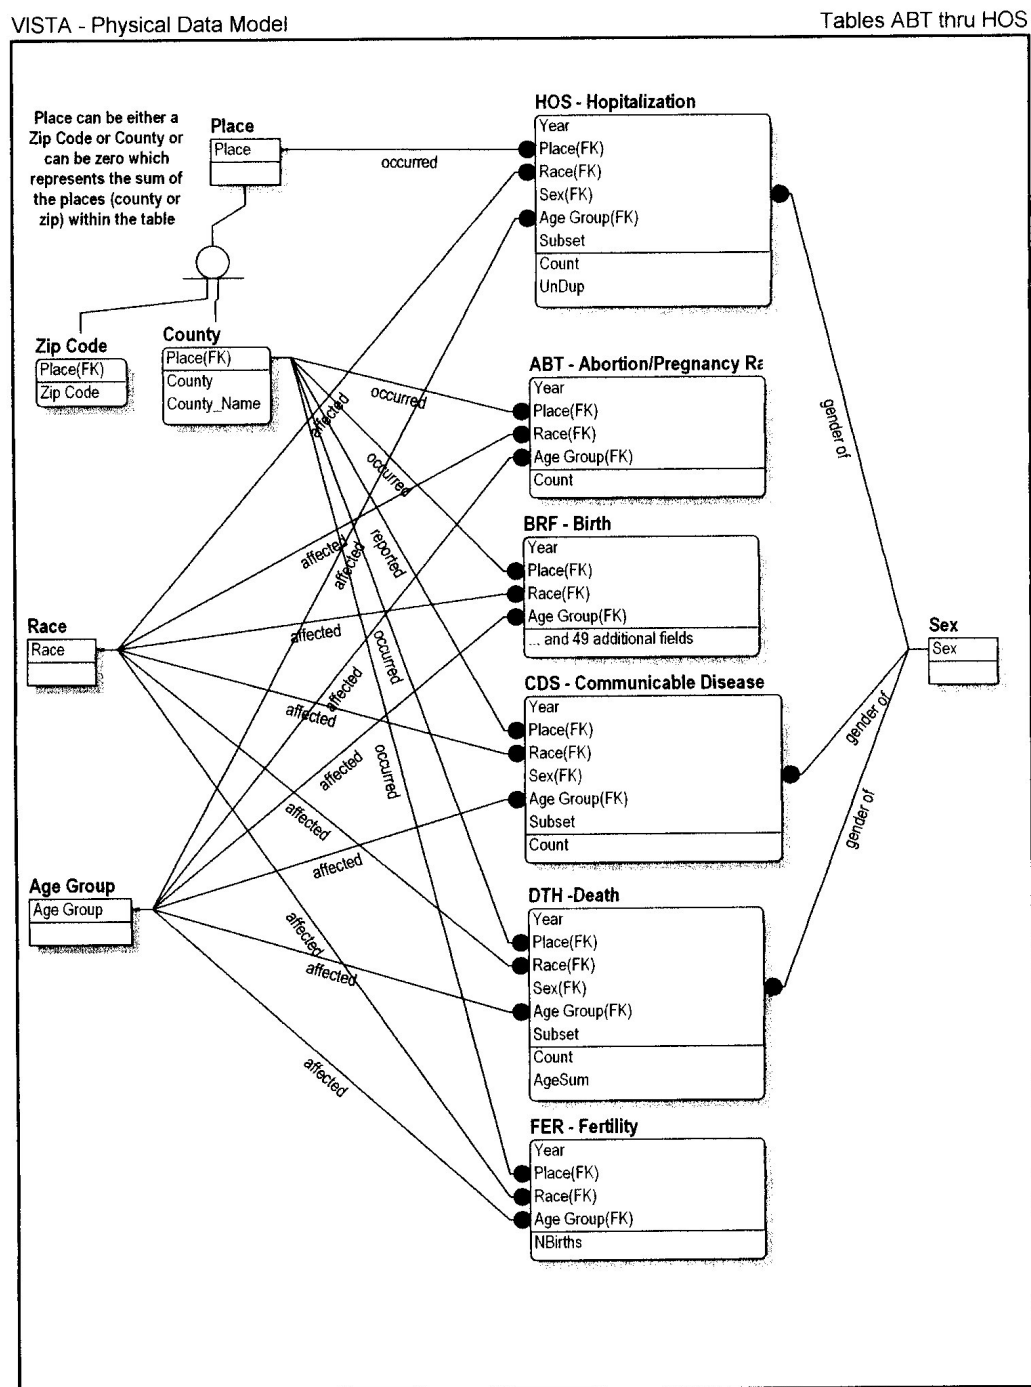 VISTA - Physical Data Model
Tables ABT thru HOS
Place can be either a
Zip Code or County or
can be zero which
represents the sum of
the places (county or
zip) within the table
Place
Place
occurred
HOS - Hopitalization
Year
Place(FK)
Race(FK)
Sex(FK)
Age Group(FK)
Subset
Count
UnDup
Zip Code
Place(FK)
Zip Code
County
Place(FK)
County
County_Name
occurred
affected
occurred
affected
affected
reported
gender of
ABT - Abortion/Pregnancy Ra
Year
Place(FK)
Race(FK)
Age Group(FK)
Count
BRF - Birth
Year
Place(FK)
Race(FK)
Age Group(FK)
... and 49 additional fields
Race
Race
affected
occurred
affected
affected
occurred
affected
affected
Sex
Sex
gender of
gender of
CDS - Communicable Disease
Year
Place(FK)
Race(FK)
Sex(FK)
Age Group(FK)
Subset
Count
affected
Age Group
Age Group
affected
affected
affected
DTH -Death
Year
Place(FK)
Race(FK)
Sex(FK)
Age Group(FK)
Subset
Count
AgeSum
FER - Fertility
Year
Place(FK)
Race(FK)
Age Group(FK)
NBirths